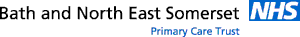 Bath and North East Somerset NHS
Primary Care Trust